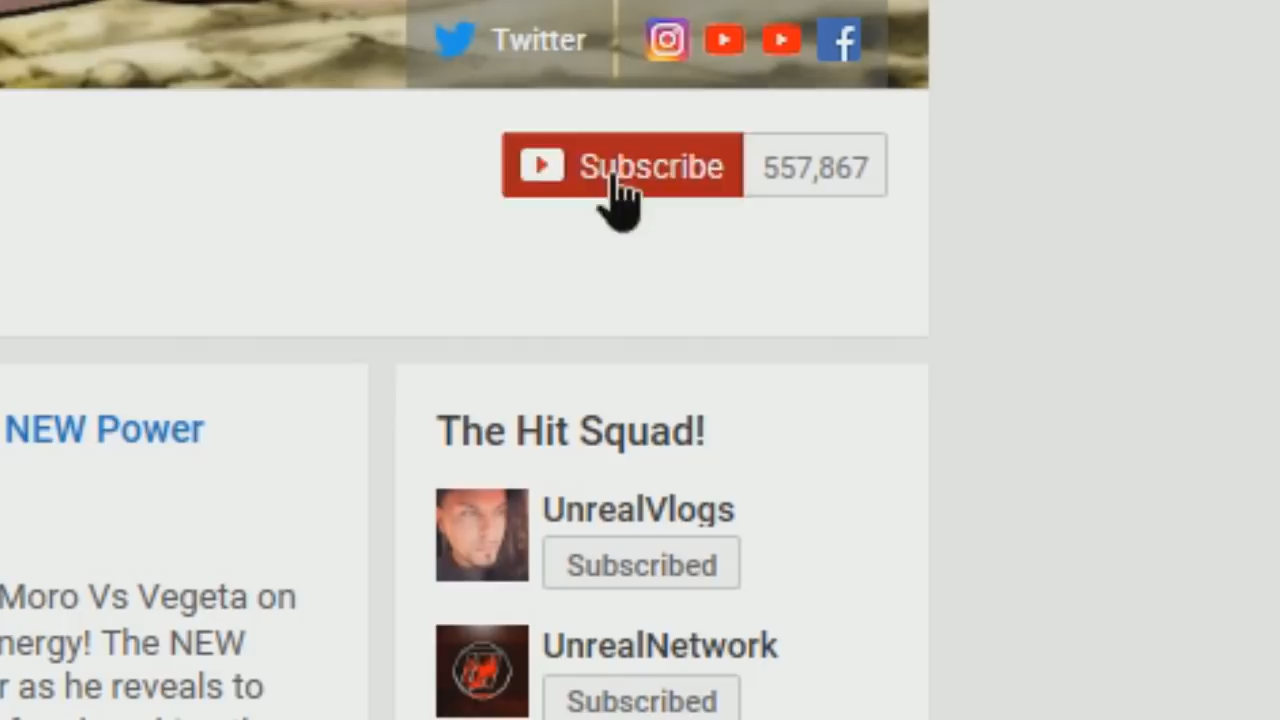 Twitter
Subscribe 557,867
NEW Power
Moro Vs Vegeta on
nergy! The NEW
r as he reveals to
The Hit Squad!
UnrealVlogs
Subscribed
UnrealNetwork
Subscribed